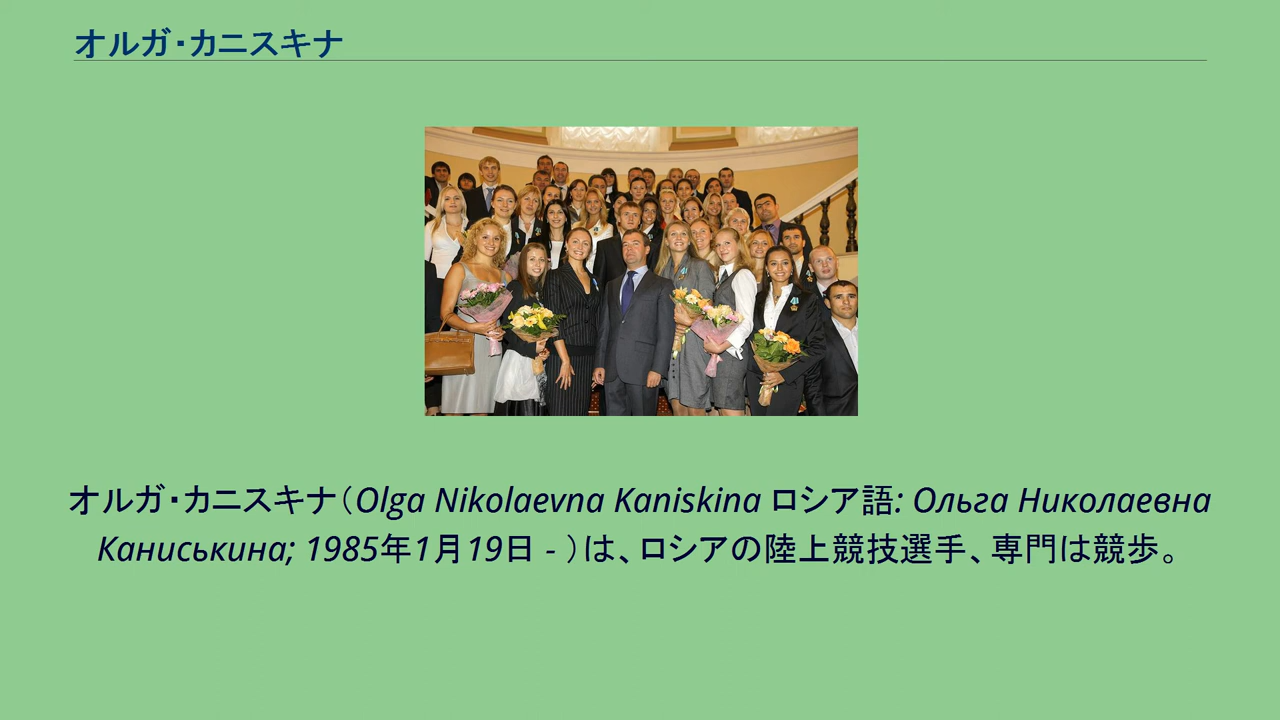 オルガ・カニスキナ
オルガ・カニスキナ（Olga Nikolaevna Kaniskina ロシア語: Ольга Николаевна
Каниськина; 1985年1月19日 - ）は、ロシアの陸上競技選手、専門は競歩。